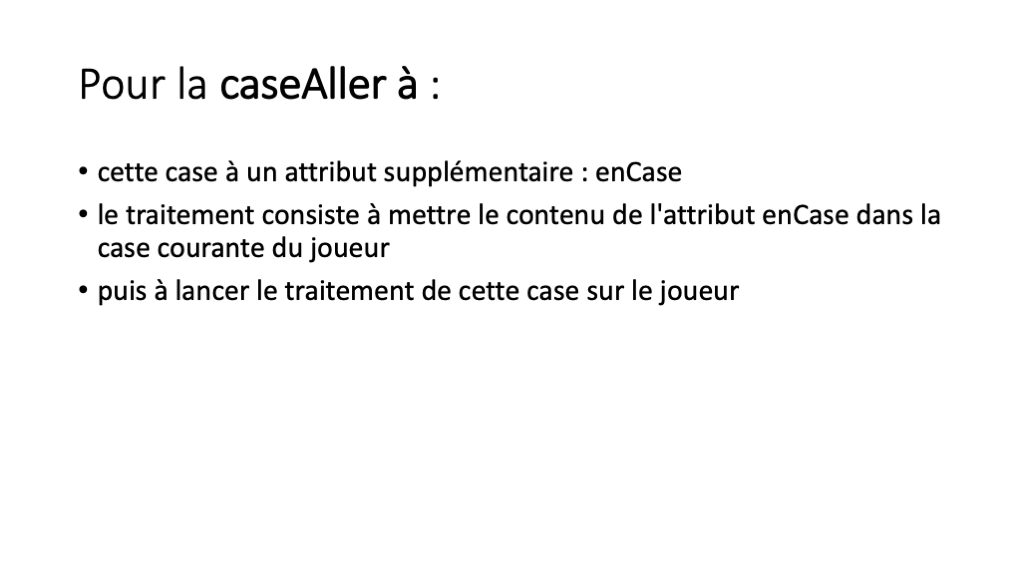 Pour la caseAller à :
• cette case à un attribut supplémentaire : enCase
• le traitement consiste à mettre le contenu de l'attribut enCase dans la
case courante du joueur
• puis à lancer le traitement de cette case sur le joueur